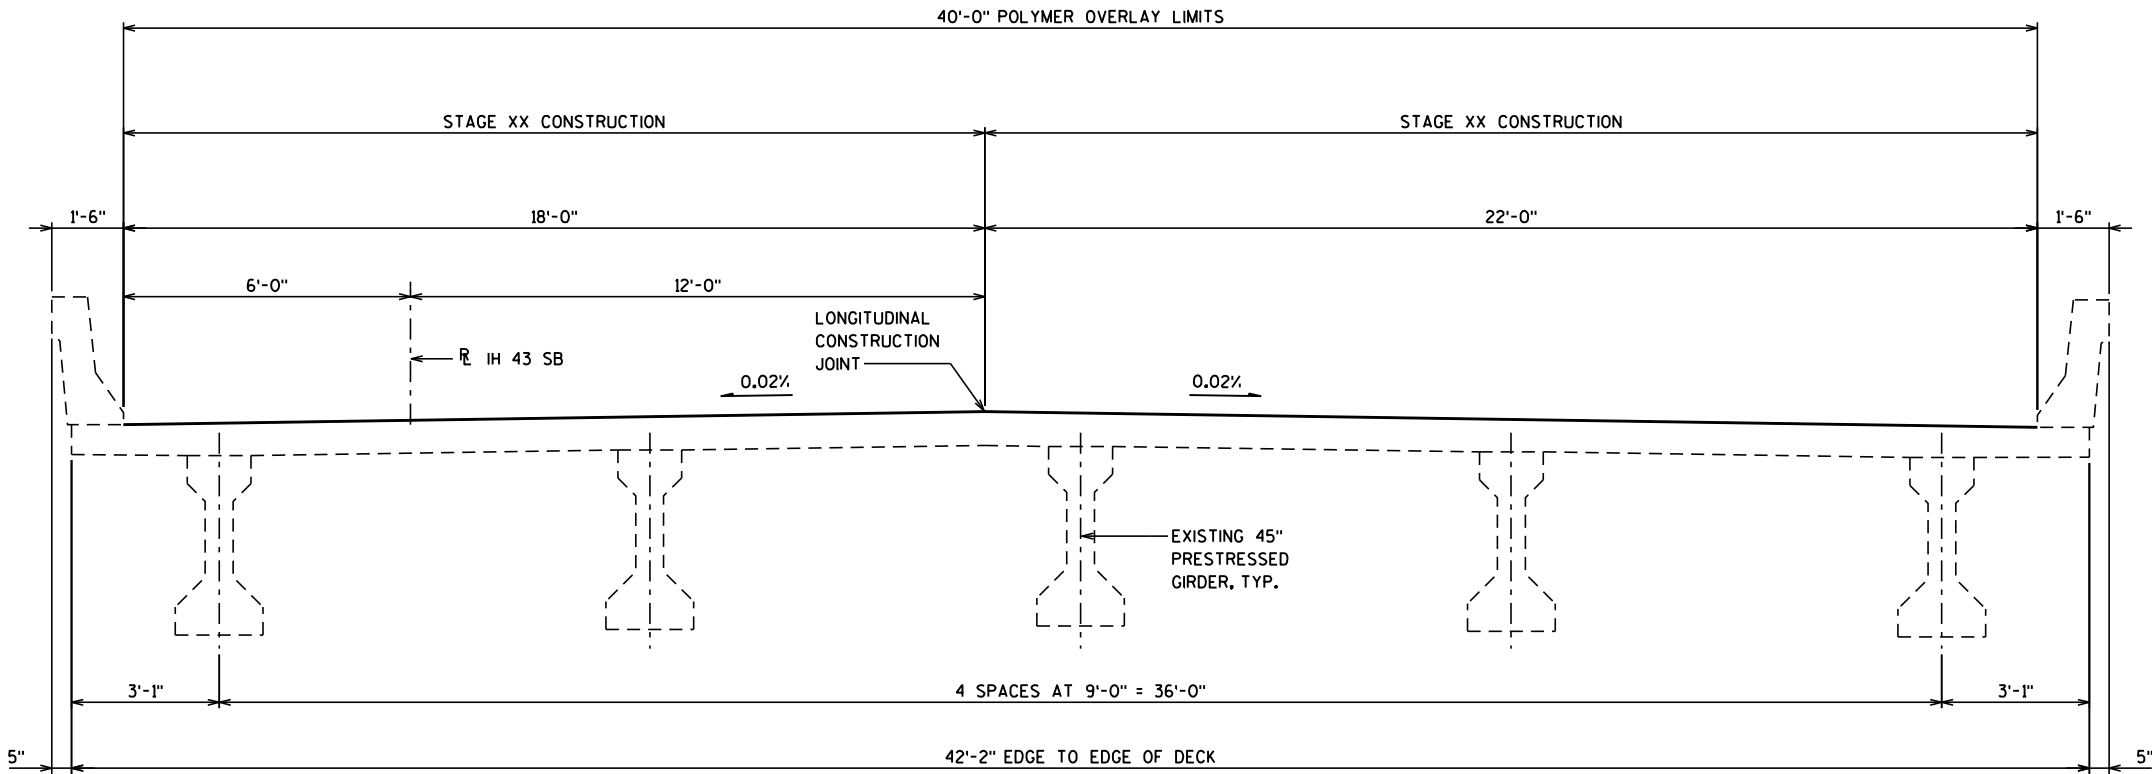 40'-0" POLYMER OVERLAY LIMITS
STAGE XX CONSTRUCTION
STAGE XX CONSTRUCTION
1'-6"
18'-0"
22'-0"
1'-6"
6'-0"
12'-0"
LONGITUDINAL
CONSTRUCTION
JOINT
RL IH 43 SB
0.02%
0.02%
EXISTING 45"
PRESTRESSED
GIRDER, TYP.
3'-1"
4 SPACES AT 9'-0" = 36'-0"
3'-1"
5"
42'-2" EDGE TO EDGE OF DECK
5"